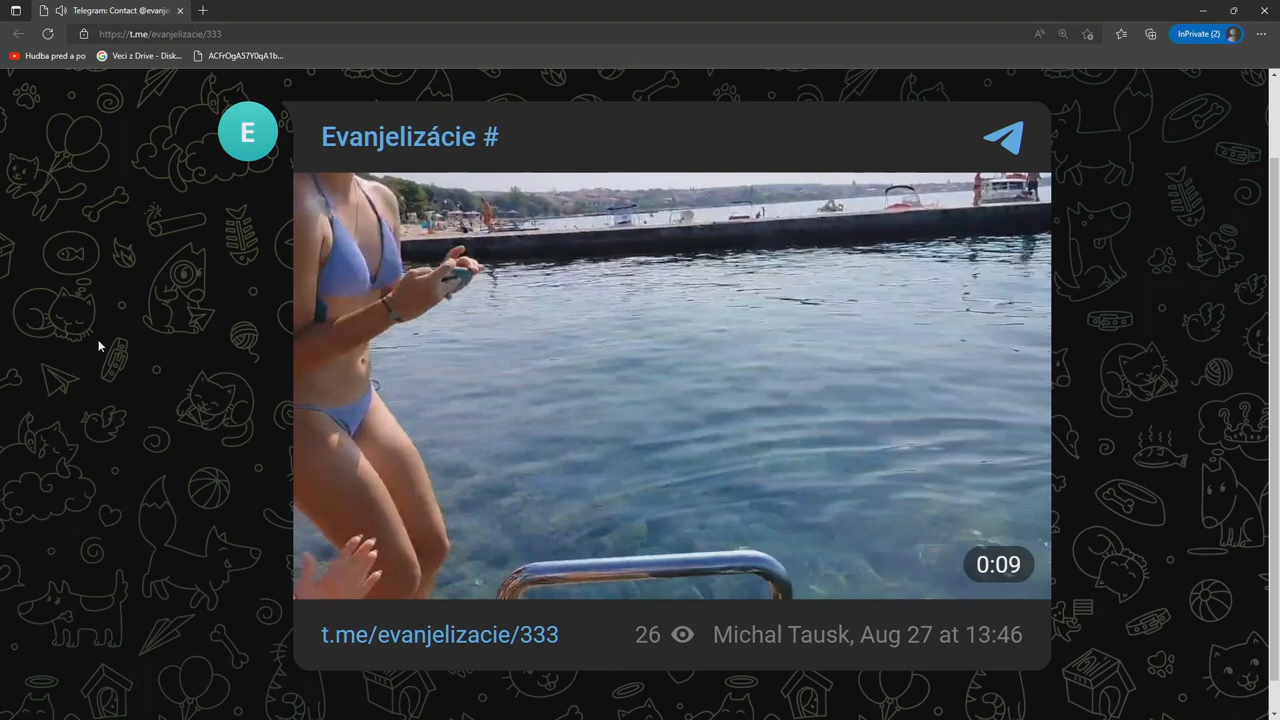 Telegram: Contact @evanje
https://t.me/evanjelizacie/333
InPrivate (2)
Hudba pred a po
Veci z Drive - Disk...
ACFrOgA57Y0qA1b...
E
Evanjelizácie #
0:09
t.me/evanjelizacie/333
26
Michal Tausk, Aug 27 at 13:46